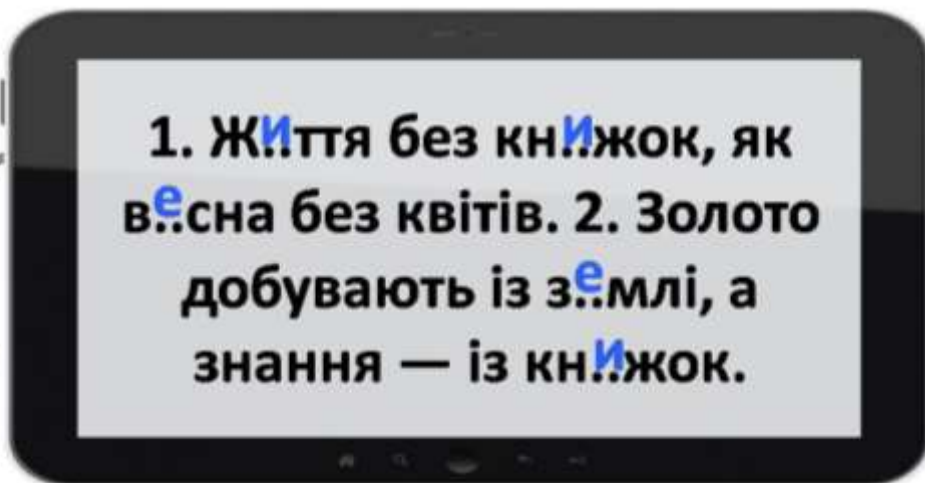 1. Життя без книжок, як
весна без квітів. 2. Золото
добувають із землі, а
знання — із книжок.